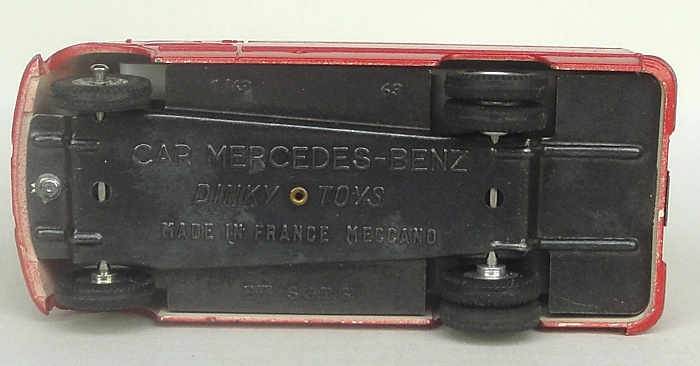 CAR MERCEDES-BENZ
DINKY TOYS
MADE IN FRANCE MECCANO